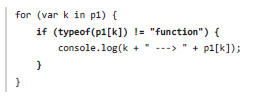 for (var k in p1) {
if (typeof(p1[k]) != "function") {
console.log(k + " ---> " + p1[k]);
}
}